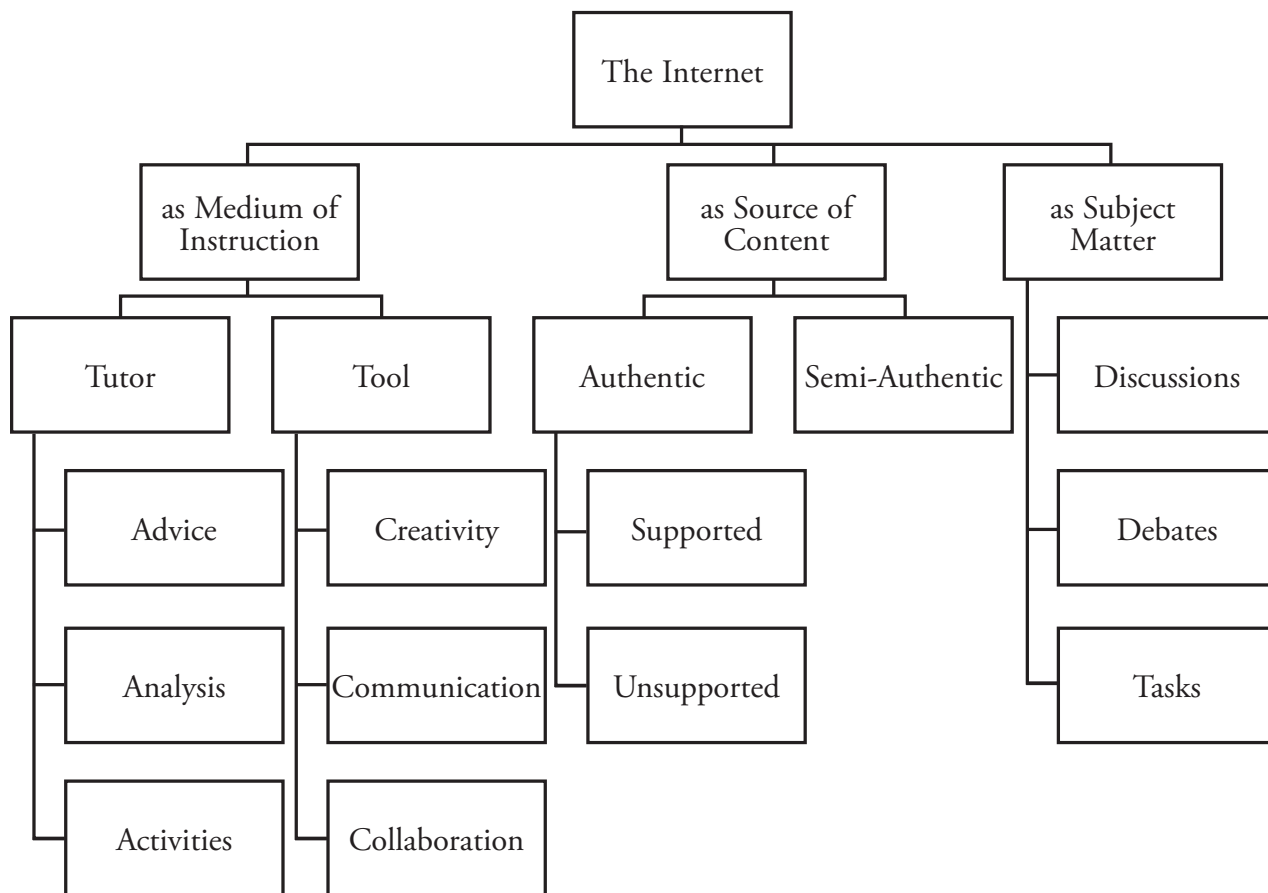 The Internet
as Medium of
Instruction
as Source of
Content
as Subject
Matter
Tutor
Tool
Authentic
Semi-Authentic
Discussions
Advice
Creativity
Supported
Debates
Analysis
Communication
Unsupported
Tasks
Activities
Collaboration